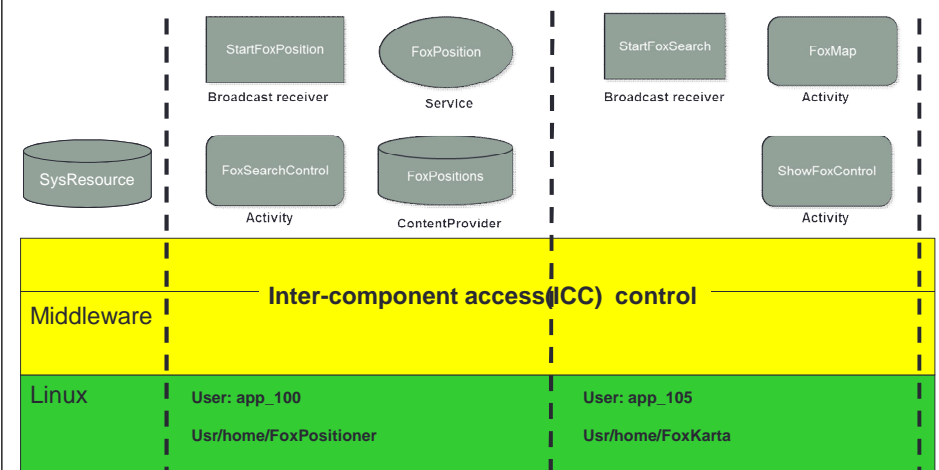 StartFoxPosition
FoxPosition
StartFoxSearch
FoxMap
Broadcast receiver
Service
Broadcast receiver
Activity
SysResource
FoxSearchControl
FoxPositions
ShowFoxControl
Activity
ContentProvider
Activity
Inter-component access(ICC) control
Middleware
Linux
User: app_100
User: app_105
Usr/home/FoxPositioner
Usr/home/FoxKarta